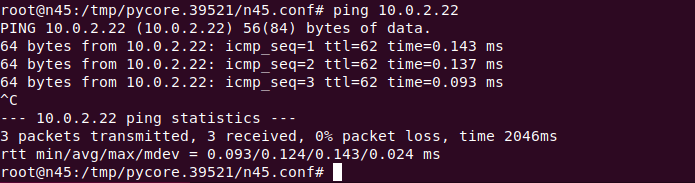 root@n45:/tmp/pycore.39521/n45.conf# ping 10.0.2.22
PING 10.0.2.22 (10.0.2.22) 56(84) bytes of data.
64 bytes from 10.0.2.22: icmp_seq=1 ttl=62 time=0.143 ms
64 bytes from 10.0.2.22: icmp_seq=2 ttl=62 time=0.137 ms
64 bytes from 10.0.2.22: icmp_seq=3 ttl=62 time=0.093 ms
^C
--- 10.0.2.22 ping statistics ---
3 packets transmitted, 3 received, 0% packet loss, time 2046ms
rtt min/avg/max/mdev = 0.093/0.124/0.143/0.024 ms
root@n45:/tmp/pycore.39521/n45.conf#